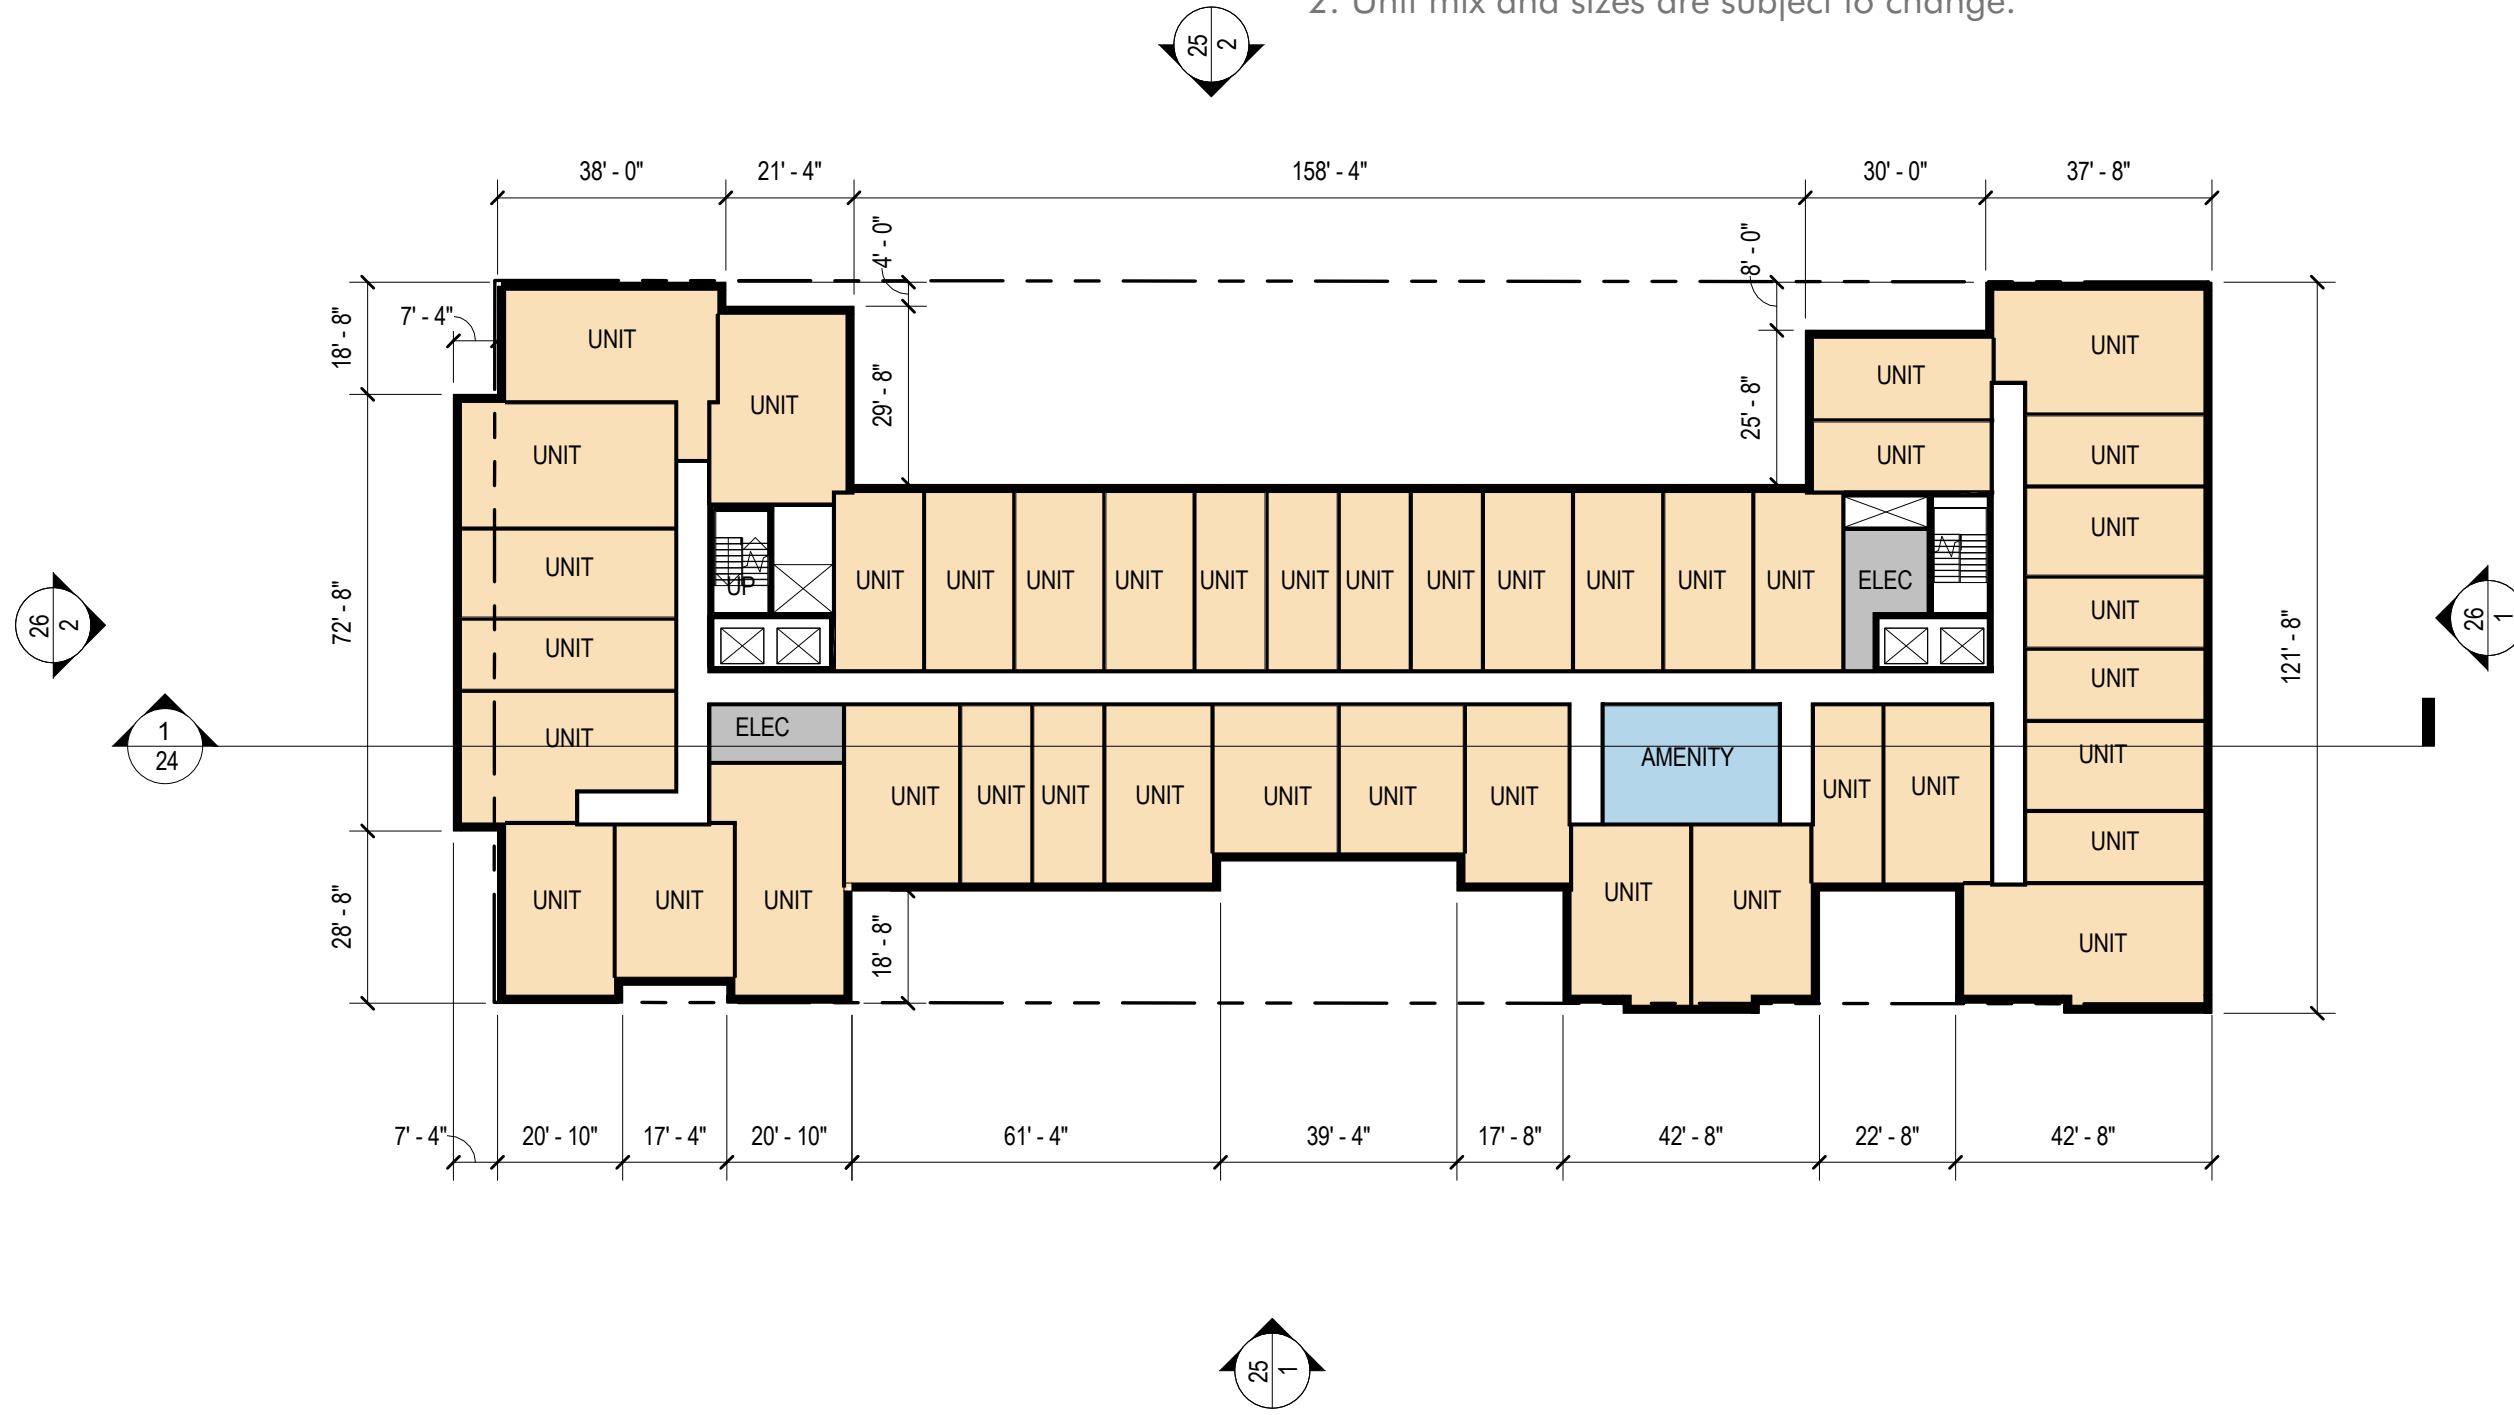 2. Unit mix and sizes are subject to change.
25
2
38' - 0"
21' - 4"
158' - 4"
30' - 0"
37' - 8"
4' - 0"
8' - 0"
7' - 4"
18' - 8"
UNIT
UNIT
UNIT
UNIT
29' - 8"
25' - 8"
UNIT
UNIT
UNIT
UNIT
UNIT
UP
UNIT
UNIT
UNIT
UNIT
UNIT
UNIT
UNIT
UNIT
UNIT
UNIT
UNIT
UNIT
ELEC
UNIT
26
2
72' - 8"
26
1
121' - 8"
UNIT
UNIT
UNIT
1
24
UNIT
ELEC
AMENITY
UNIT
UNIT
UNIT
UNIT
UNIT
UNIT
UNIT
UNIT
UNIT
UNIT
UNIT
28' - 8"
UNIT
UNIT
UNIT
18' - 8"
UNIT
UNIT
UNIT
7' - 4"
20' - 10"
17' - 4"
20' - 10"
61' - 4"
39' - 4"
17' - 8"
42' - 8"
22' - 8"
42' - 8"
25
1